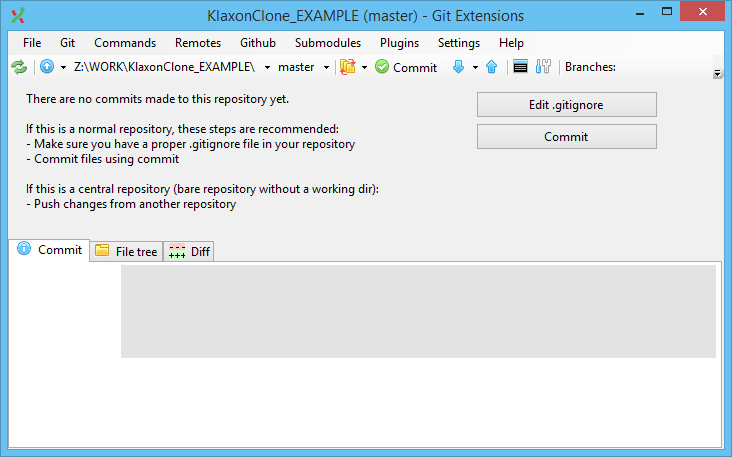 KlaxonClone_EXAMPLE (master) - Git Extensions
File Git Commands Remotes Github Submodules Plugins Settings Help
Z:\WORK\KlaxonClone_EXAMPLE\ master Commit Branches:
There are no commits made to this repository yet.
Edit .gitignore
If this is a normal repository, these steps are recommended:
- Make sure you have a proper .gitignore file in your repository
- Commit files using commit
Commit
If this is a central repository (bare repository without a working dir):
- Push changes from another repository
Commit File tree Diff